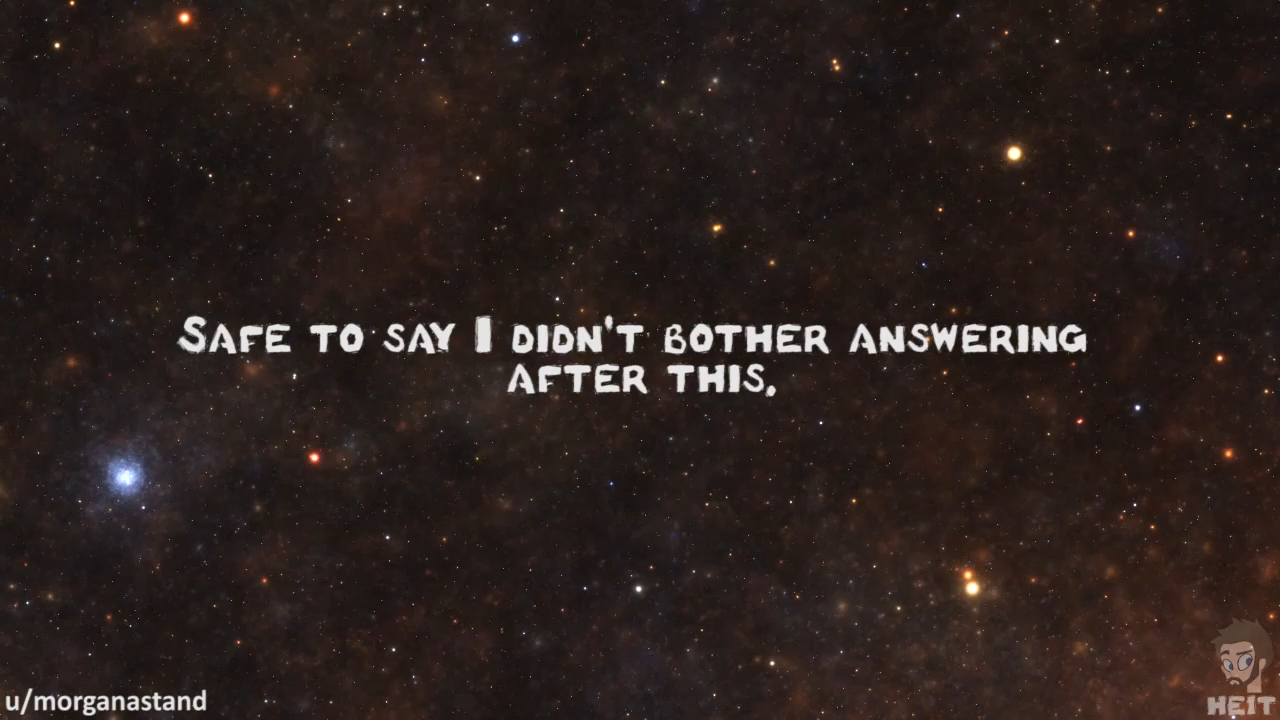 Safe to say I didn't bother answering
after this.
u/morganastand
HEIT